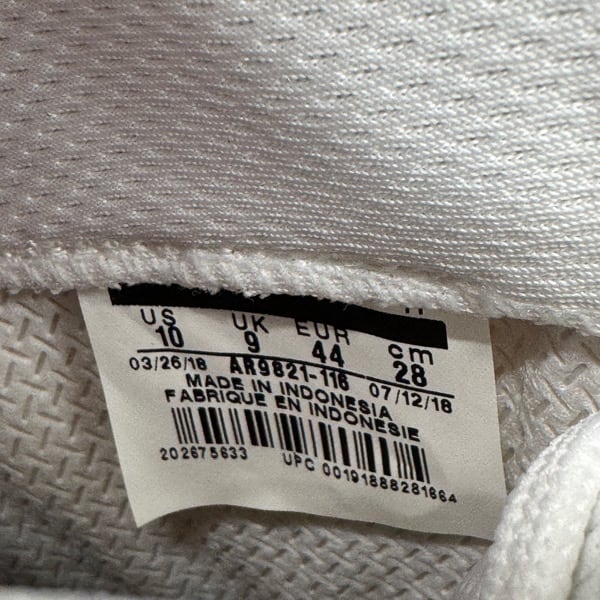 US UK EUR cm
10 9 44 28
03/26/18 AR9821-116 07/12/18
MADE IN INDONESIA
FABRIQUE EN INDONESIE
202675633 UPC 00191888281664